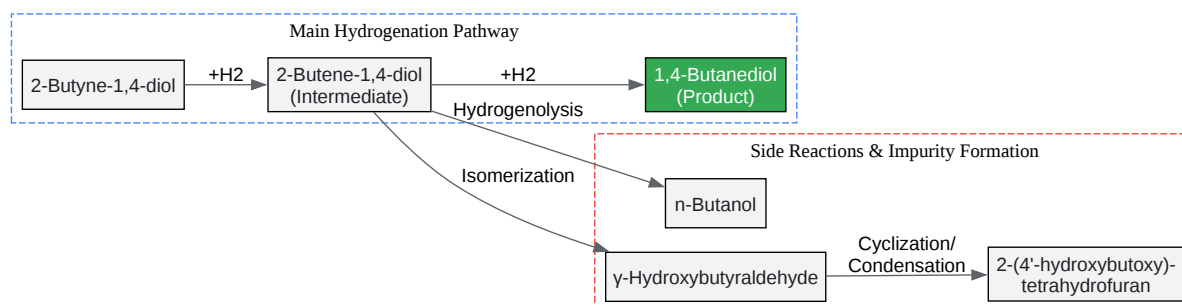 Main Hydrogenation Pathway
2-Butyne-1,4-diol
+H2
2-Butene-1,4-diol
(Intermediate)
+H2
1,4-Butanediol
(Product)
Hydrogenolysis
Isomerization
Side Reactions & Impurity Formation
n-Butanol
γ-Hydroxybutyraldehyde
Cyclization/
Condensation
2-(4'-hydroxybutoxy)-
tetrahydrofuran